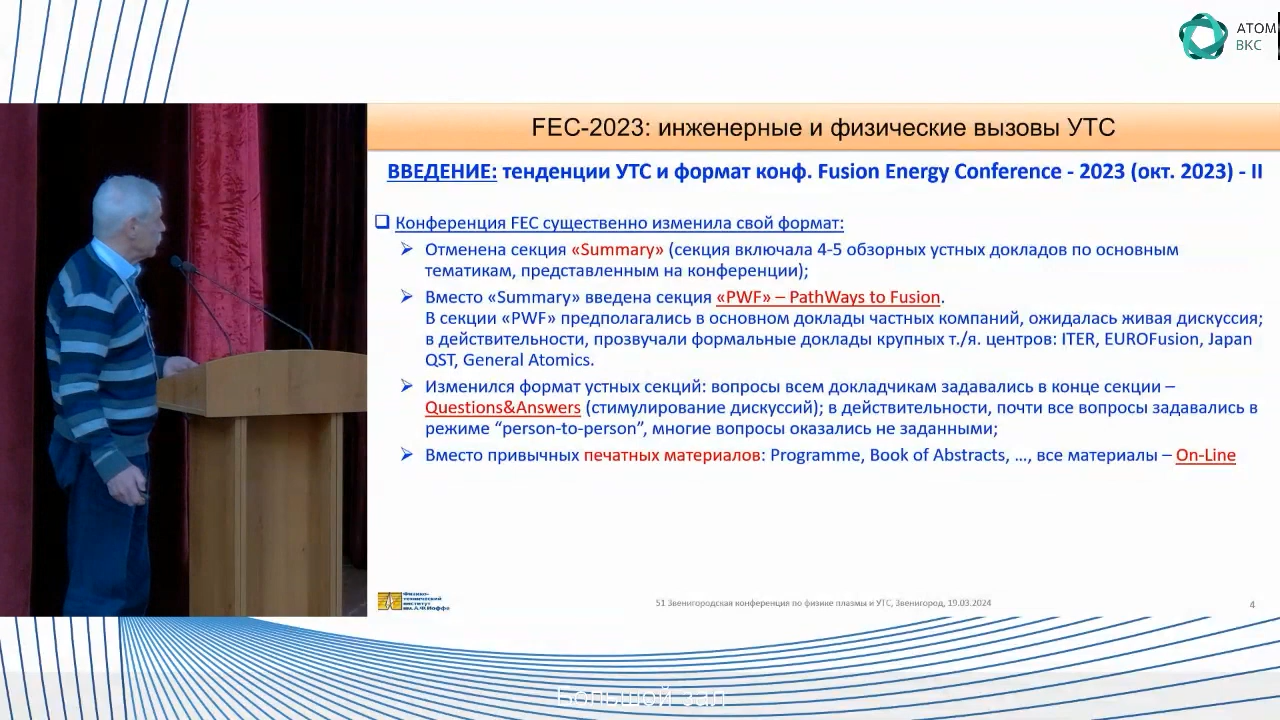 АТОМ
ВКС
FEC-2023: инженерные и физические вызовы УТС
ВВЕДЕНИЕ: тенденции УТС и формат конф. Fusion Energy Conference - 2023 (окт. 2023) - II
❑ Конференция FEC существенно изменила свой формат:
➢ Отменена секция «Summary» (секция включала 4-5 обзорных устных докладов по основным
тематикам, представленным на конференции);
➢ Вместо «Summary» введена секция «PWF» – PathWays to Fusion.
В секции «PWF» предполагались в основном доклады частных компаний, ожидалась живая дискуссия;
в действительности, прозвучали формальные доклады крупных т./я. центров: ITER, EUROFusion, Japan
QST, General Atomics.
➢ Изменился формат устных секций: вопросы всем докладчикам задавались в конце секции –
Questions&Answers (стимулирование дискуссий); в действительности, почти все вопросы задавались в
режиме “person-to-person”, многие вопросы оказались не заданными;
➢ Вместо привычных печатных материалов: Programme, Book of Abstracts, …, все материалы – On-Line
Физико-
технический
институт
им. А.Ф.Иоффе
51 Звенигородская конференция по физике плазмы и УТС, Звенигород, 19.03.2024
4
Большой зал